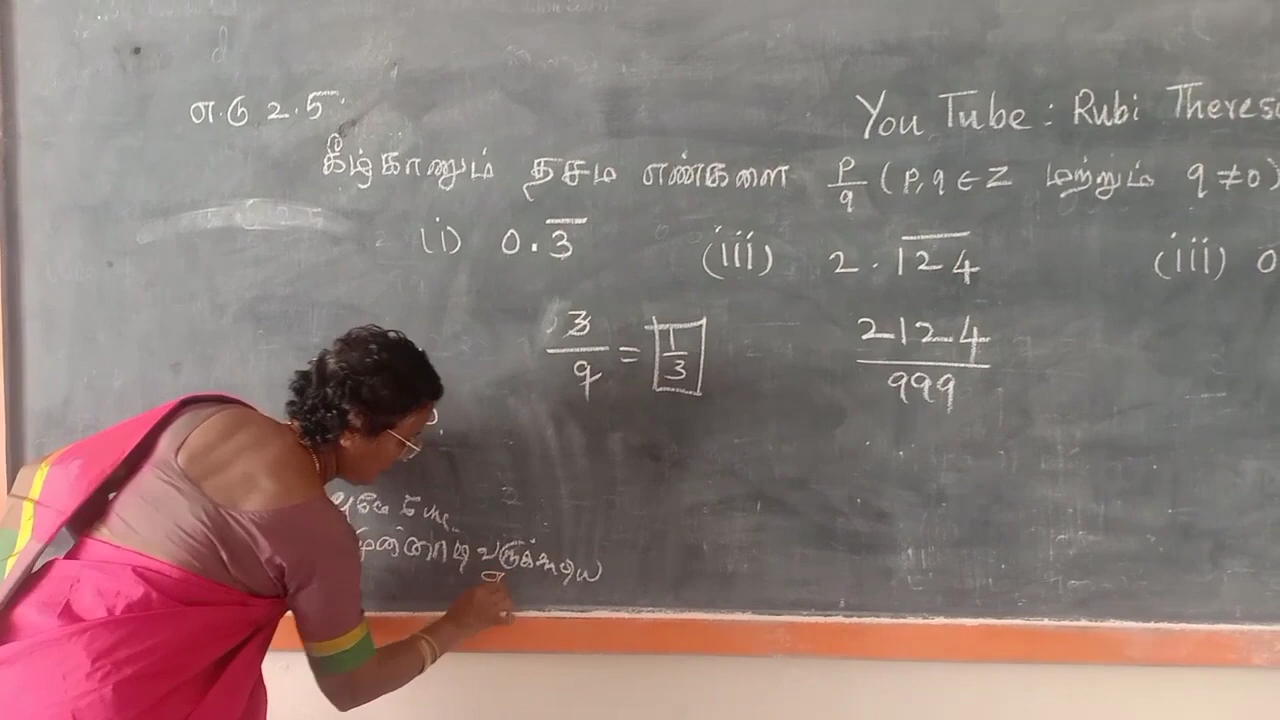 எ.டு 2.5
You Tube : Rubi Theres
கீழ்காணும் தசம எண்களை p/q (p, q ∈ Z மற்றும் q ≠ 0)
(i) 0.3̅ (iii) 2.1̅2̅4̅ (iii) 0
3/9 = 1/3 2124/999
முன்னாடி வருக்கூடிய